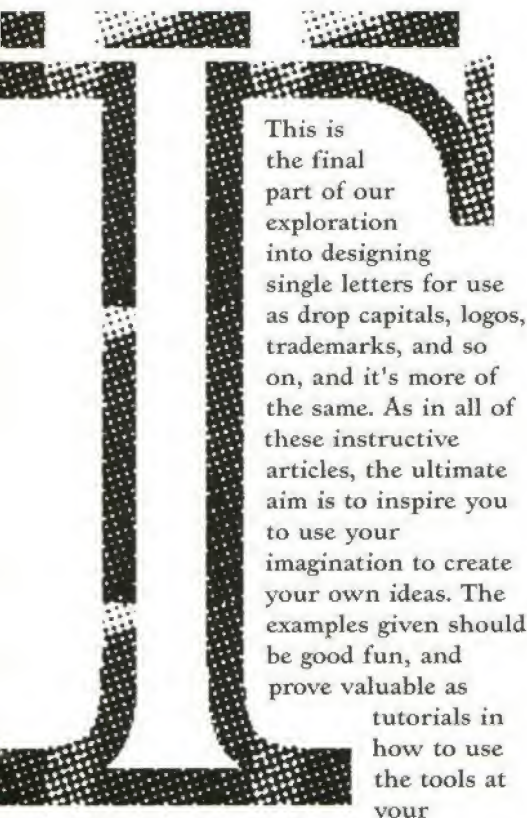 This is
the final
part of our
exploration
into designing
single letters for use
as drop capitals, logos,
trademarks, and so
on, and it's more of
the same. As in all of
these instructive
articles, the ultimate
aim is to inspire you
to use your
imagination to create
your own ideas. The
examples given should
be good fun, and
prove valuable as
tutorials in
how to use
the tools at
your